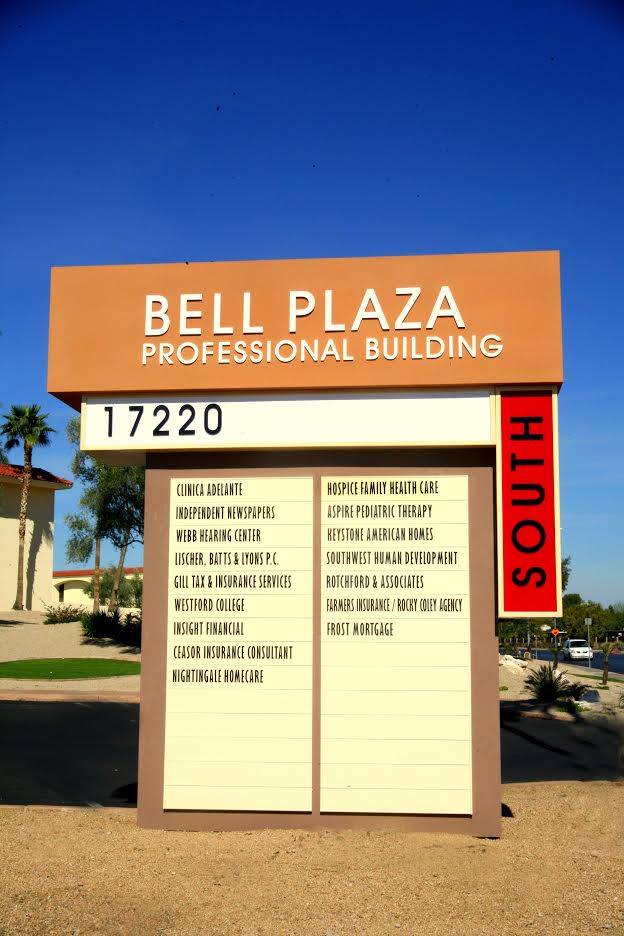 BELL PLAZA
PROFESSIONAL BUILDING
17220
SOUTH
CLINICA ADELANTE
INDEPENDENT NEWSPAPERS
WEBB HEARING CENTER
LISCHER, BATTS & LYONS P.C.
GILL TAX & INSURANCE SERVICES
WESTFORD COLLEGE
INSIGHT FINANCIAL
CEASOR INSURANCE CONSULTANT
NIGHTINGALE HOMECARE
HOSPICE FAMILY HEALTH CARE
ASPIRE PEDIATRIC THERAPY
KEYSTONE AMERICAN HOMES
SOUTHWEST HUMAN DEVELOPMENT
ROTCHFORD & ASSOCIATES
FARMERS INSURANCE / ROCKY COLEY AGENCY
FROST MORTGAGE